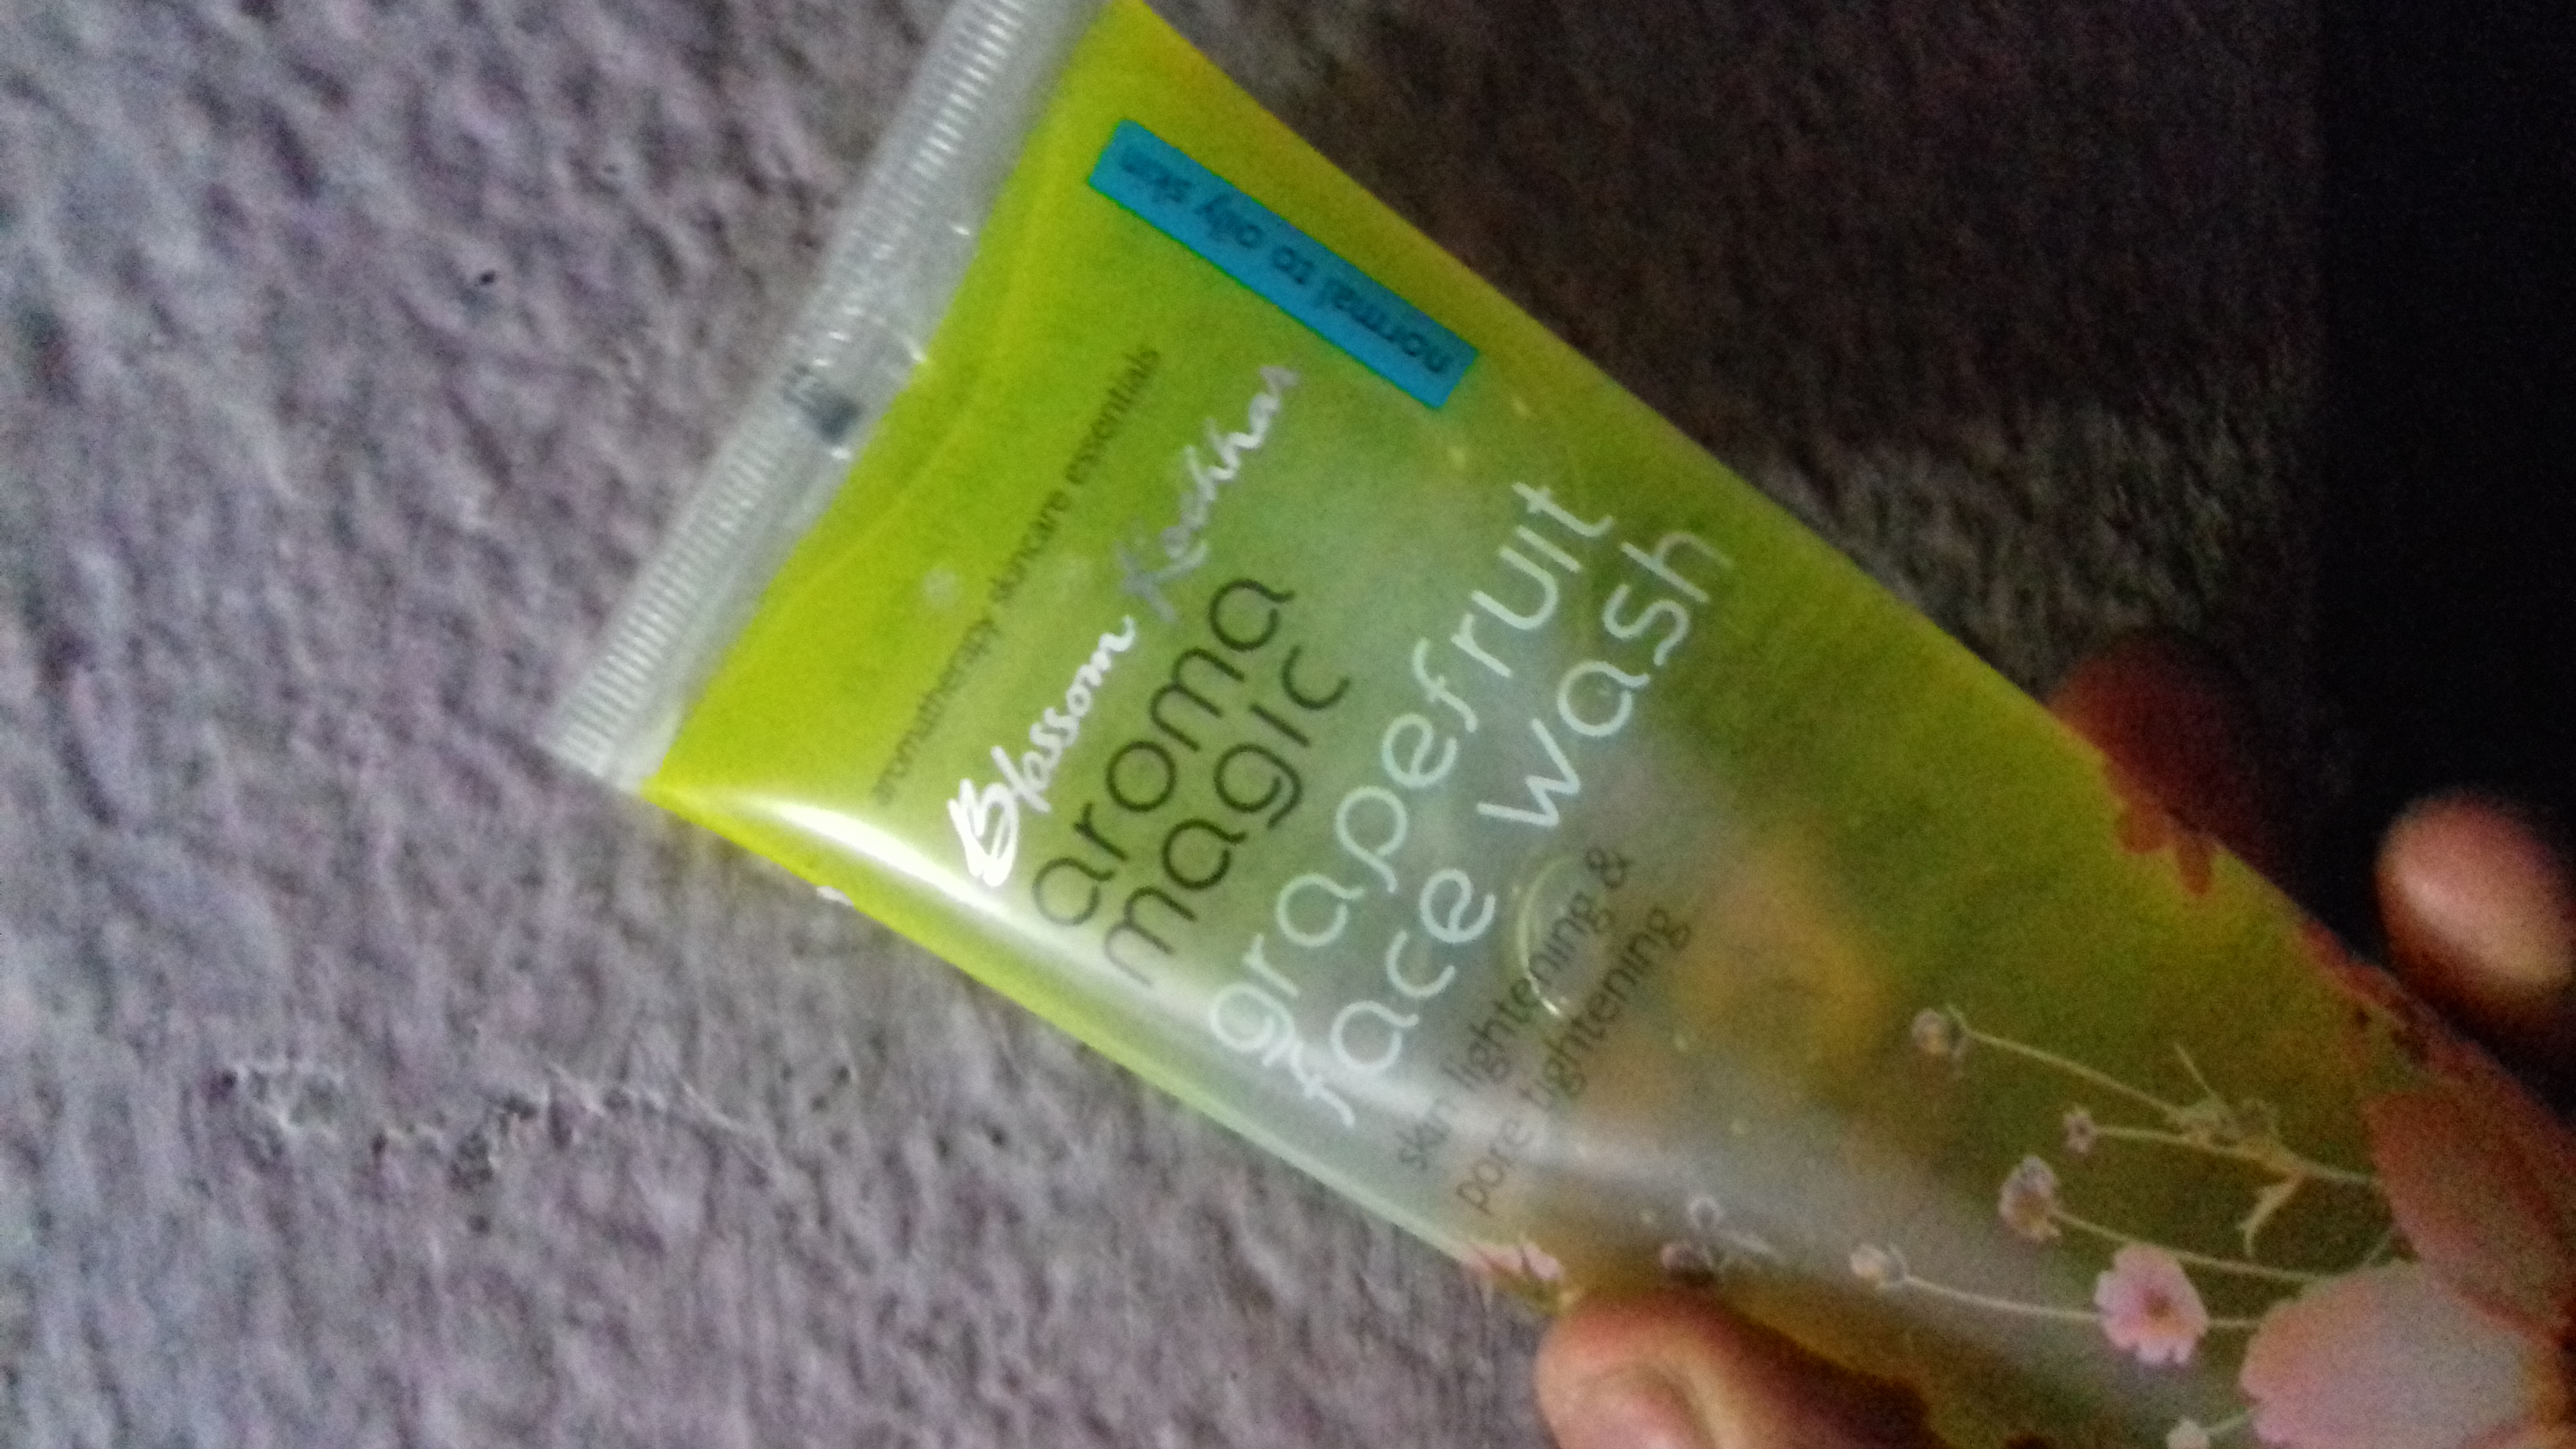 aromatherapy skincare essentials
Blossom Kochhar
aroma
magic
normal to oily skin
grapefruit
face wash
skin lightening &
pore tightening